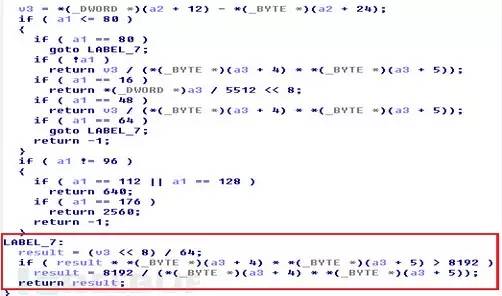 v3 = *(_DWORD *)(a2 + 12) - *(_BYTE *)(a2 + 24);
if ( a1 <= 80 )
{
if ( a1 == 80 )
goto LABEL_7;
if ( !a1 )
return v3 / (*(_BYTE *)(a3 + 4) * *(_BYTE *)(a3 + 5));
if ( a1 == 16 )
return *(_DWORD *)a3 / 5512 << 8;
if ( a1 == 48 )
return v3 / (*(_BYTE *)(a3 + 4) * *(_BYTE *)(a3 + 5));
if ( a1 == 64 )
goto LABEL_7;
return -1;
}
if ( a1 != 96 )
{
if ( a1 == 112 || a1 == 128 )
return 640;
if ( a1 == 176 )
return 2560;
return -1;
}
LABEL_7:
result = (v3 << 8) / 64;
if ( result * *(_BYTE *)(a3 + 4) * *(_BYTE *)(a3 + 5) > 8192 )
result = 8192 / (*(_BYTE *)(a3 + 4) * *(_BYTE *)(a3 + 5));
return result;
}